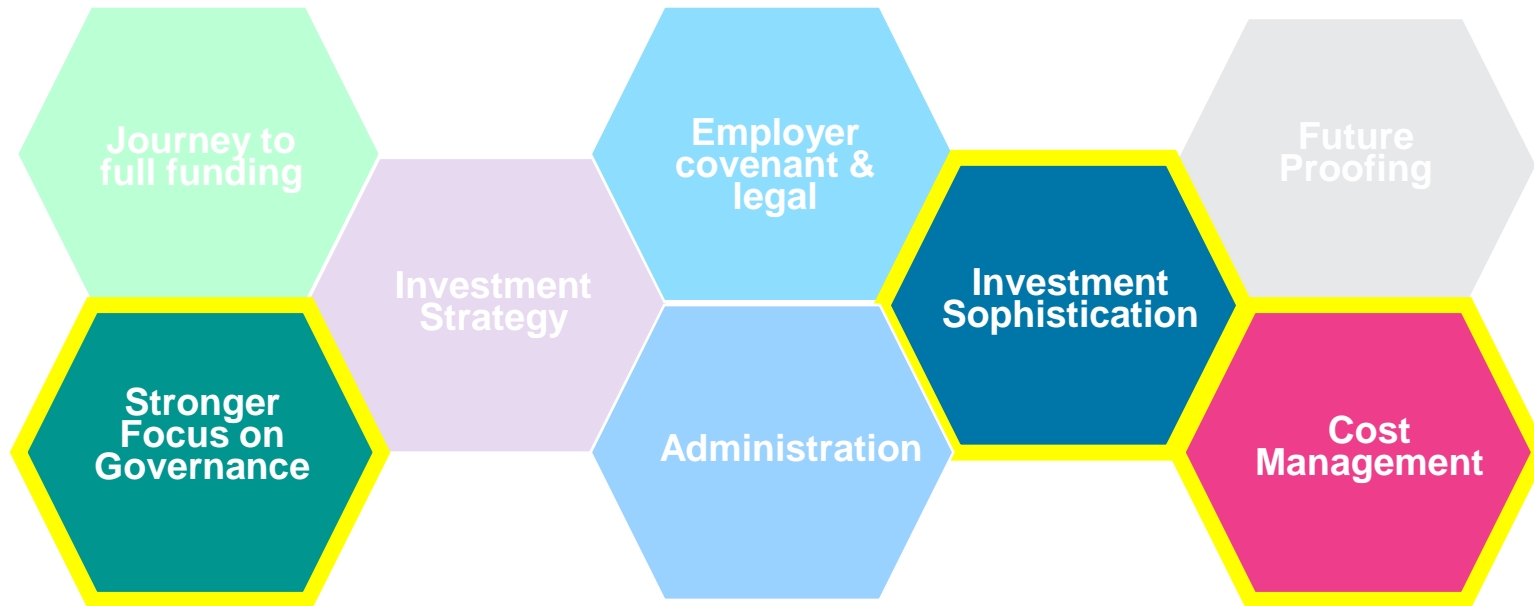 Journey to
full funding
Stronger
Focus on
Governance
Investment
Strategy
Employer
covenant &
legal
Administration
Investment
Sophistication
Future
Proofing
Cost
Management